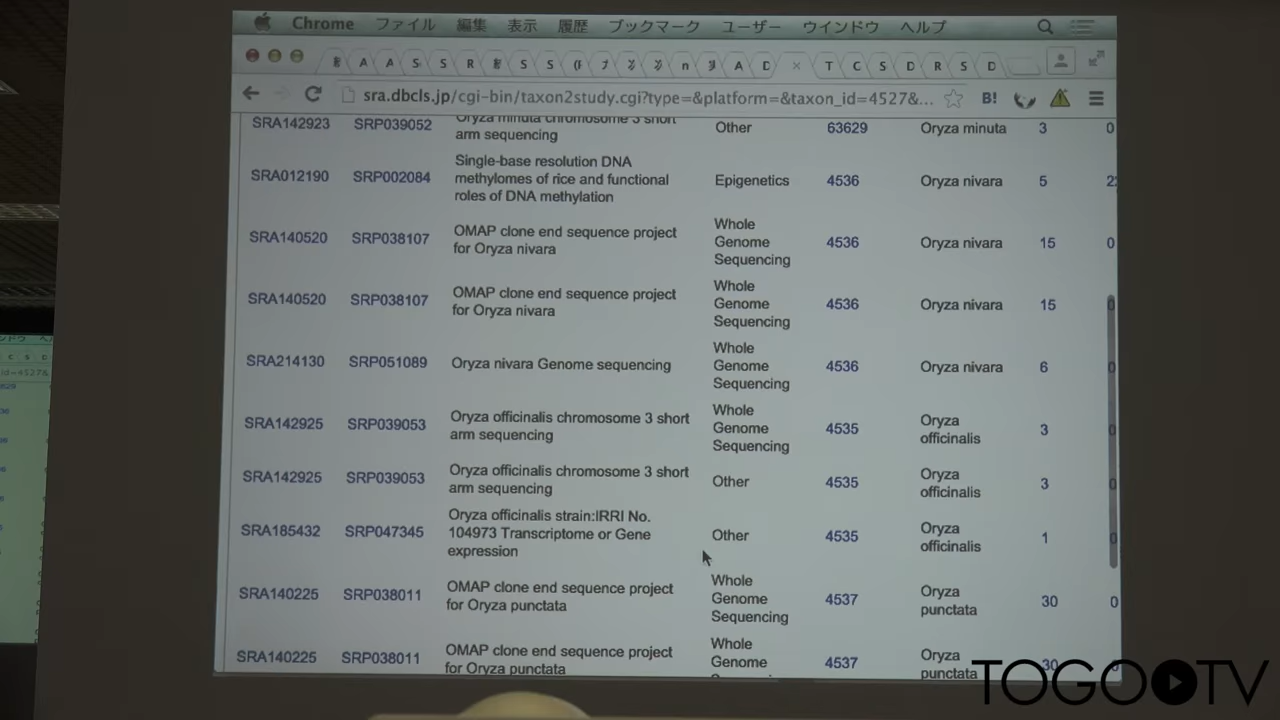 Chrome ファイル 編集 表示 履歴 ブックマーク ユーザー ウインドウ ヘルプ
A A S S R S S n A D T C S D R S D
sra.dbcls.jp/cgi-bin/taxon2study.cgi?type=&platform=&taxon_id=4527&... B!
SRA142923 SRP039052 Oryza minuta chromosome 3 short Other 63629 Oryza minuta 3 0
arm sequencing
Single-base resolution DNA
SRA012190 SRP002084 methylomes of rice and functional Epigenetics 4536 Oryza nivara 5
roles of DNA methylation
Whole
SRA140520 SRP038107 OMAP clone end sequence project Genome 4536 Oryza nivara 15 0
for Oryza nivara Sequencing
Whole
SRA140520 SRP038107 OMAP clone end sequence project Genome 4536 Oryza nivara 15 0
for Oryza nivara Sequencing
Whole
SRA214130 SRP051089 Oryza nivara Genome sequencing Genome 4536 Oryza nivara 6 0
Sequencing
Whole
SRA142925 SRP039053 Oryza officinalis chromosome 3 short Genome 4535 Oryza 3 0
arm sequencing Sequencing officinalis
SRA142925 SRP039053 Oryza officinalis chromosome 3 short Other 4535 Oryza 3 0
arm sequencing officinalis
Oryza officinalis strain:IRRI No.
SRA185432 SRP047345 104973 Transcriptome or Gene Other 4535 Oryza 1 0
expression officinalis
Whole
SRA140225 SRP038011 OMAP clone end sequence project Genome 4537 Oryza 30 0
for Oryza punctata Sequencing punctata
Whole
SRA140225 SRP038011 OMAP clone end sequence project Genome 4537 Oryza 30
for Oryza punctata punctata
TOGOTV